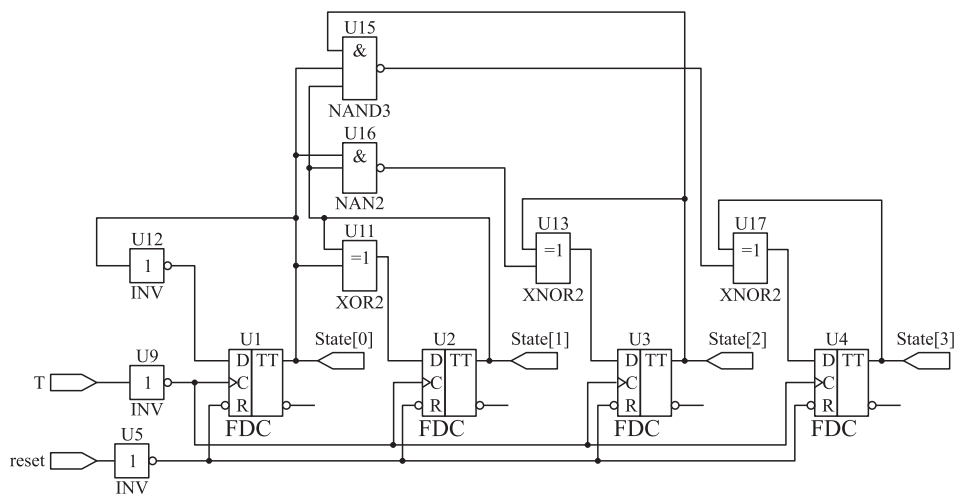 U15
&
NAND3
U16
&
NAN2
U12
1
INV
U11
=1
XOR2
U13
=1
XNOR2
U17
=1
XNOR2
U1
D TT
C
R
FDC
State[0]
U2
D TT
C
R
FDC
State[1]
U3
D TT
C
R
FDC
State[2]
U4
D TT
C
R
FDC
State[3]
T
U9
1
INV
reset
U5
1
INV